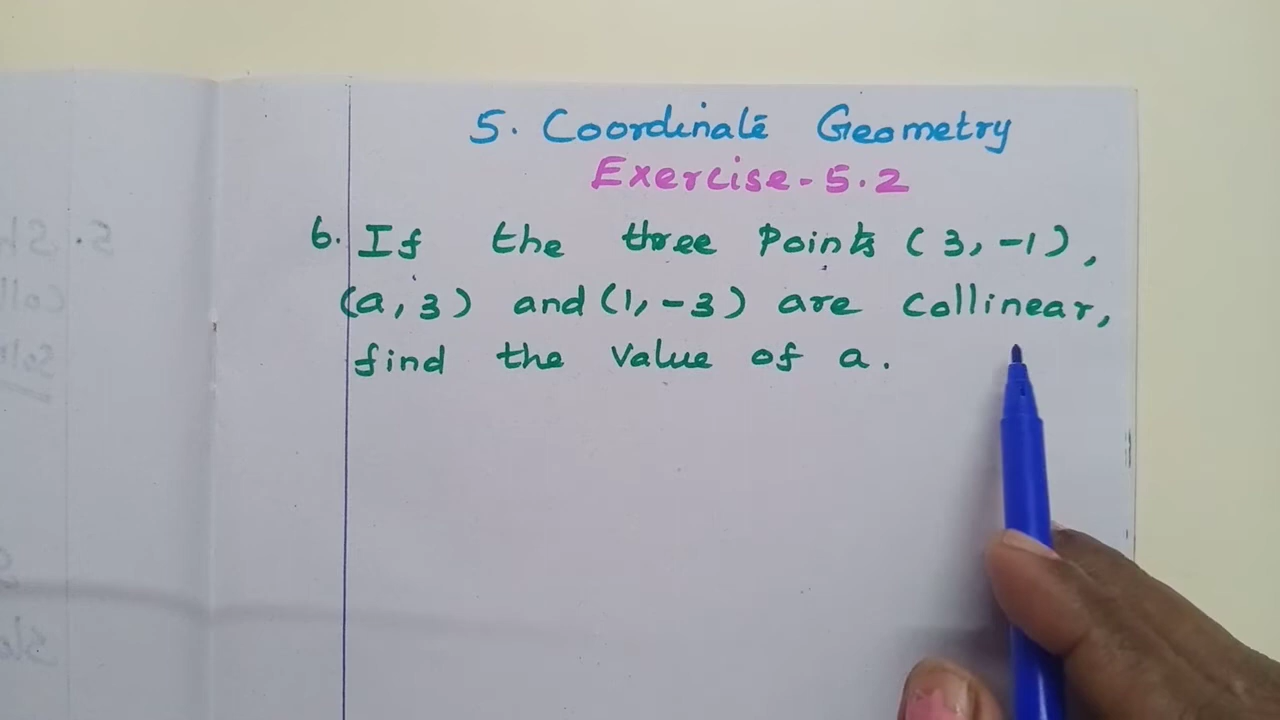 5. Coordinate Geometry
Exercise-5.2
6. If the three Points (3, -1),
(a, 3) and (1, -3) are collinear,
find the value of a.